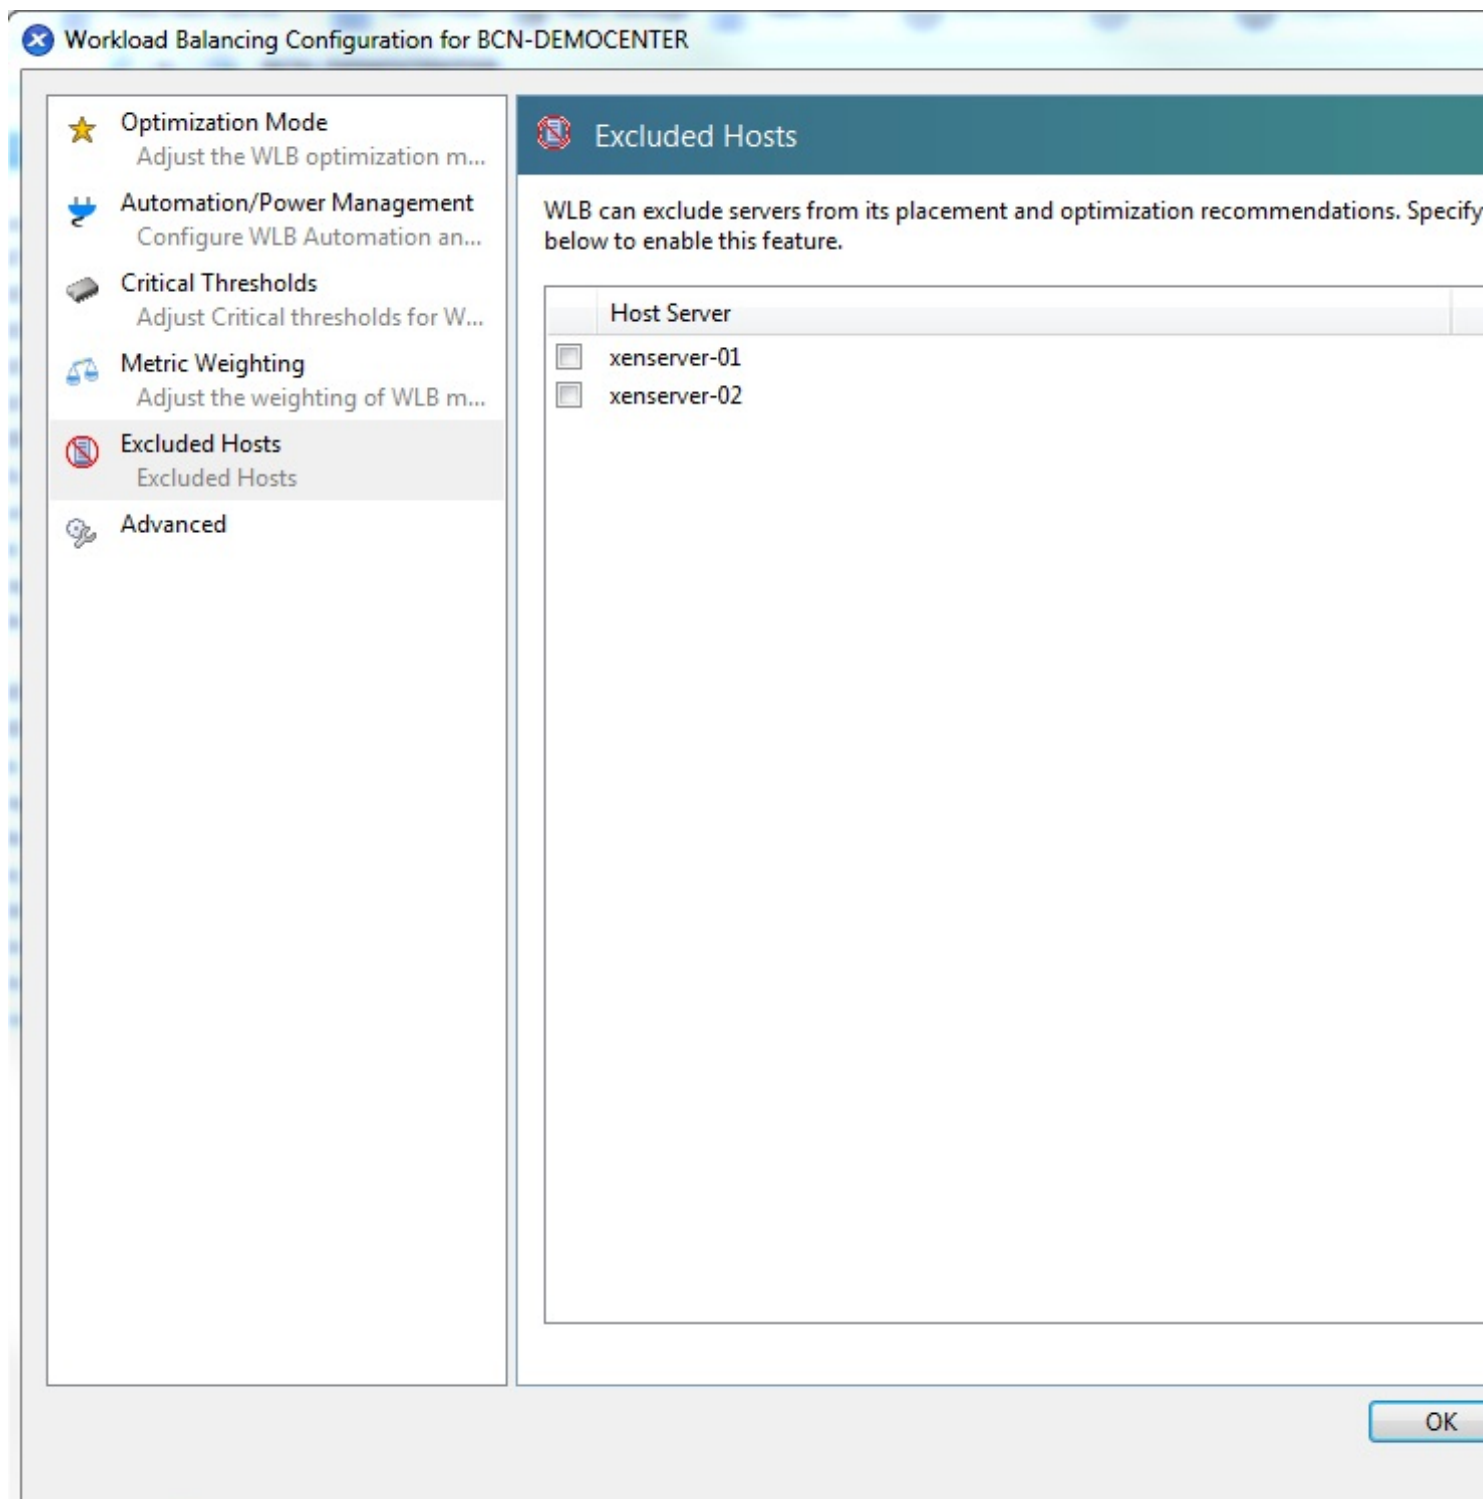 Workload Balancing Configuration for BCN-DEMOCENTER
Optimization Mode
Adjust the WLB optimization m...
Automation/Power Management
Configure WLB Automation an...
Critical Thresholds
Adjust Critical thresholds for W...
Metric Weighting
Adjust the weighting of WLB m...
Excluded Hosts
Excluded Hosts
Advanced
Excluded Hosts
WLB can exclude servers from its placement and optimization recommendations. Specify
below to enable this feature.
Host Server
xenserver-01
xenserver-02
OK